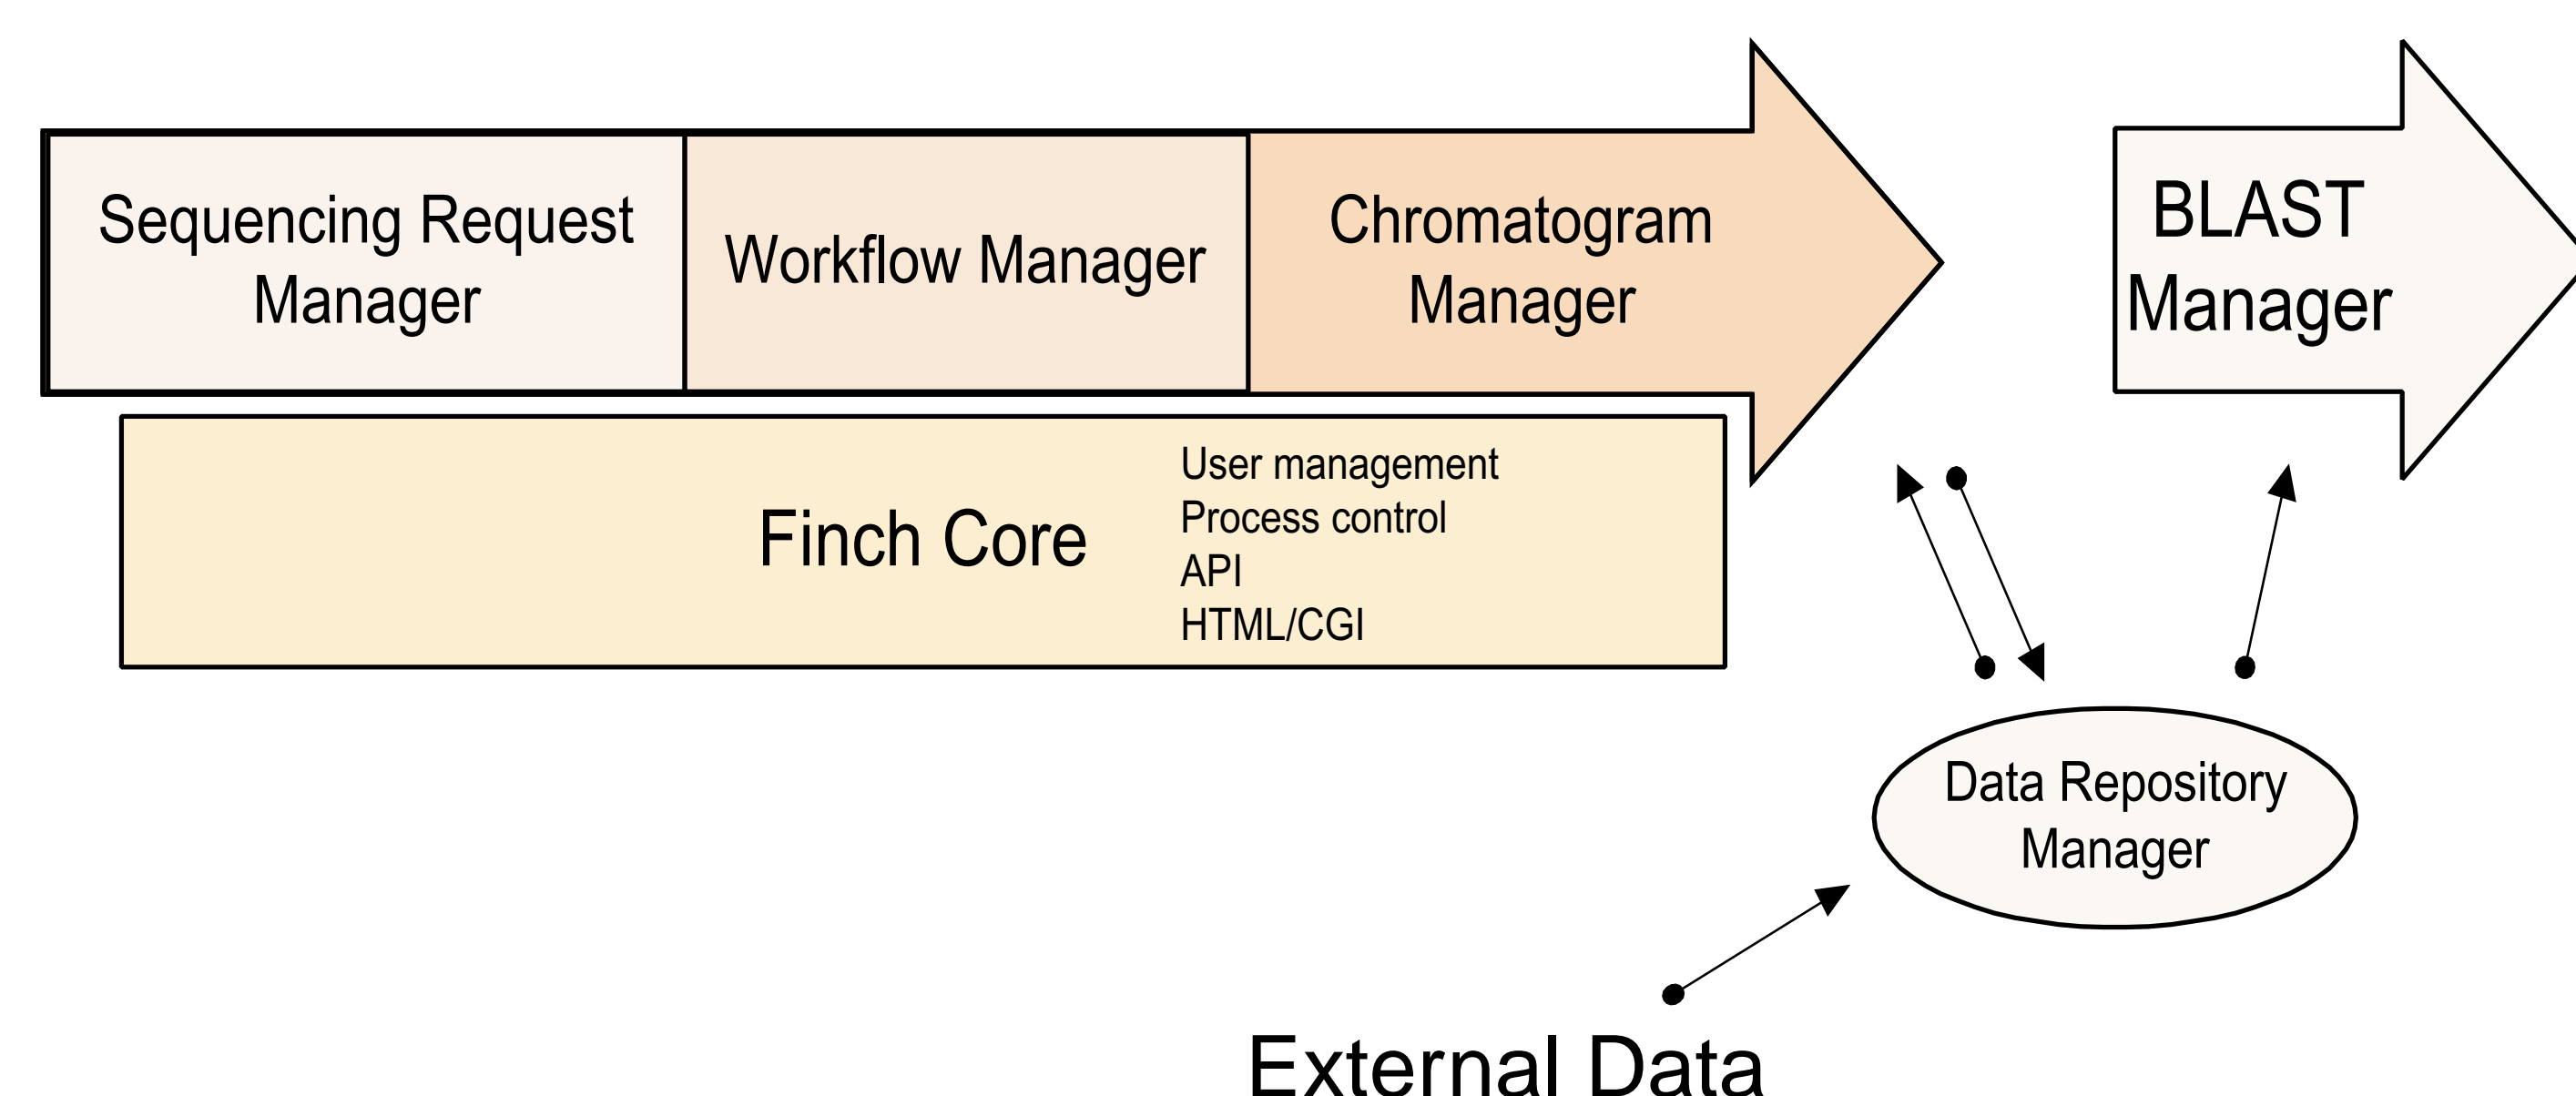 Sequencing Request
Manager
Workflow Manager
Chromatogram
Manager
BLAST
Manager
Finch Core
User management
Process control
API
HTML/CGI
Data Repository
Manager
External Data